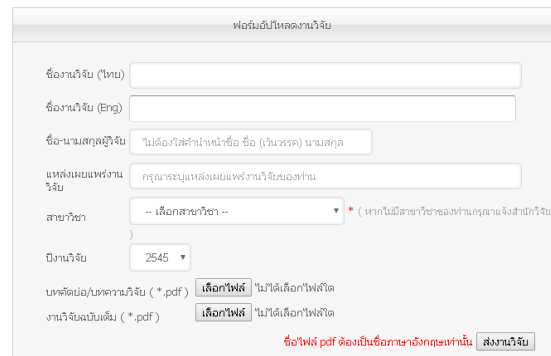 ฟอร์มอัปโหลดงานวิจัย
ชื่องานวิจัย (ไทย)
ชื่องานวิจัย (Eng)
ชื่อ-นามสกุลผู้วิจัย ไม่ต้องใส่คำนำหน้าชื่อ ชื่อ (เว้นวรรค) นามสกุล
แหล่งเผยแพร่งาน
วิจัย กรุณาระบุแหล่งเผยแพร่งานวิจัยของท่าน
สาขาวิชา -- เลือกสาขาวิชา -- * ( หากไม่มีสาขาวิชาของท่านกรุณาแจ้งสำนักวิจัย
)
ปีงานวิจัย 2545
บทคัดย่อ/บทความวิจัย ( *.pdf ) เลือกไฟล์ ไม่ได้เลือกไฟล์ใด
งานวิจัยฉบับเต็ม ( *.pdf ) เลือกไฟล์ ไม่ได้เลือกไฟล์ใด
ชื่อไฟล์ pdf ต้องเป็นชื่อภาษาอังกฤษเท่านั้น ส่งงานวิจัย